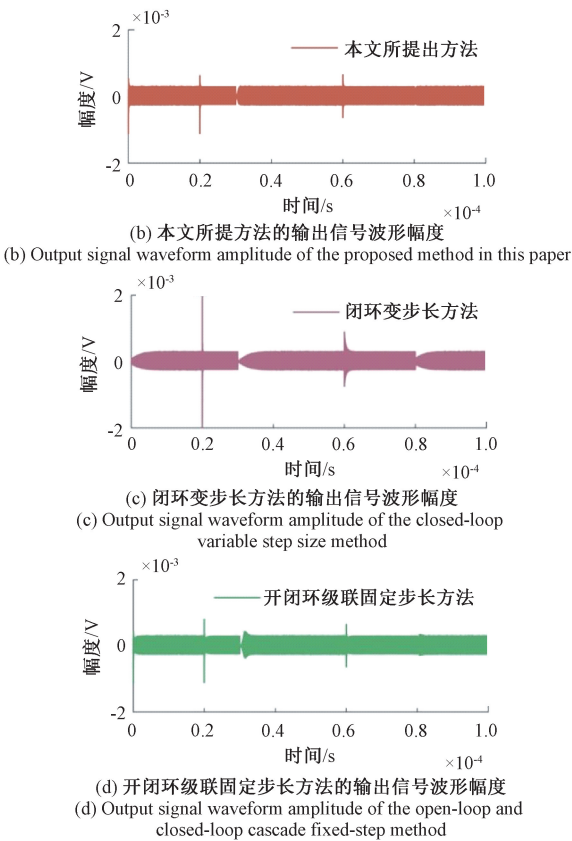 ×10⁻³
本文所提出方法
2
0
-2
幅度/V
0
0.2
0.4
0.6
0.8
1.0
时间/s
×10⁻⁴
(b) 本文所提方法的输出信号波形幅度
(b) Output signal waveform amplitude of the proposed method in this paper
×10⁻³
闭环变步长方法
2
0
-2
幅度/V
0
0.2
0.4
0.6
0.8
1.0
时间/s
×10⁻⁴
(c) 闭环变步长方法的输出信号波形幅度
(c) Output signal waveform amplitude of the closed-loop
variable step size method
×10⁻³
开闭环级联固定步长方法
2
0
-2
幅度/V
0
0.2
0.4
0.6
0.8
1.0
时间/s
×10⁻⁴
(d) 开闭环级联固定步长方法的输出信号波形幅度
(d) Output signal waveform amplitude of the open-loop and
closed-loop cascade fixed-step method